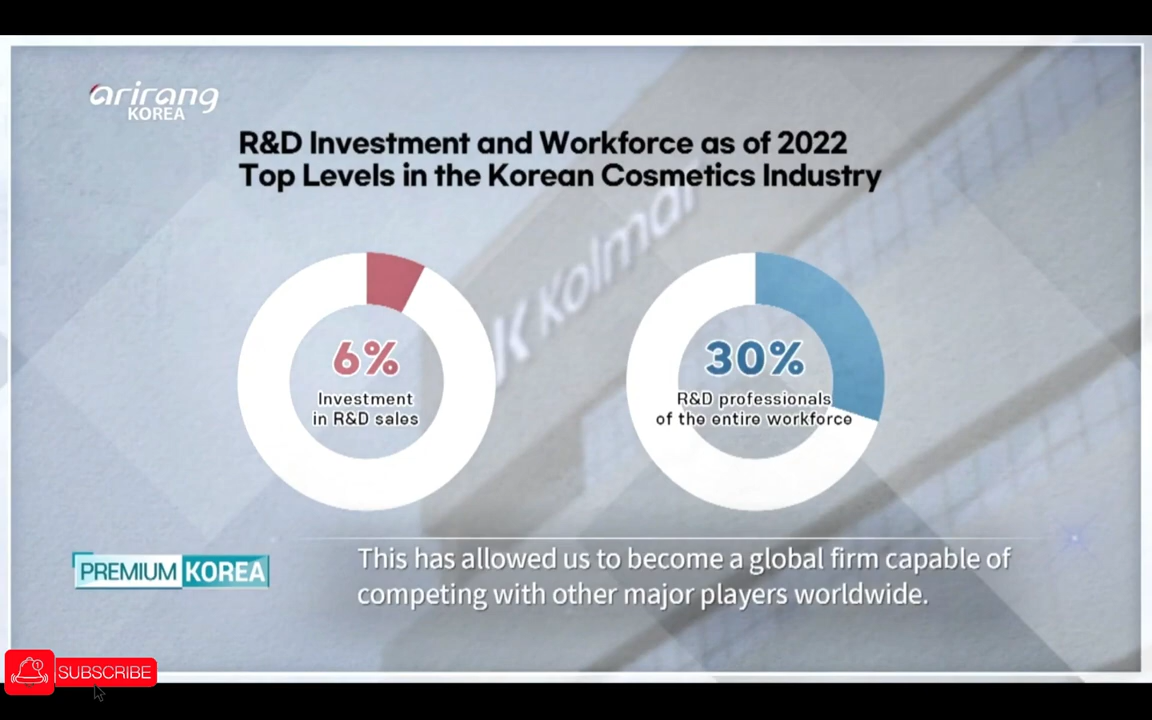 arirang
KOREA
R&D Investment and Workforce as of 2022
Top Levels in the Korean Cosmetics Industry
Kolmar
6%
Investment
in R&D sales
30%
R&D professionals
of the entire workforce
This has allowed us to become a global firm capable of
competing with other major players worldwide.
PREMIUM KOREA
SUBSCRIBE